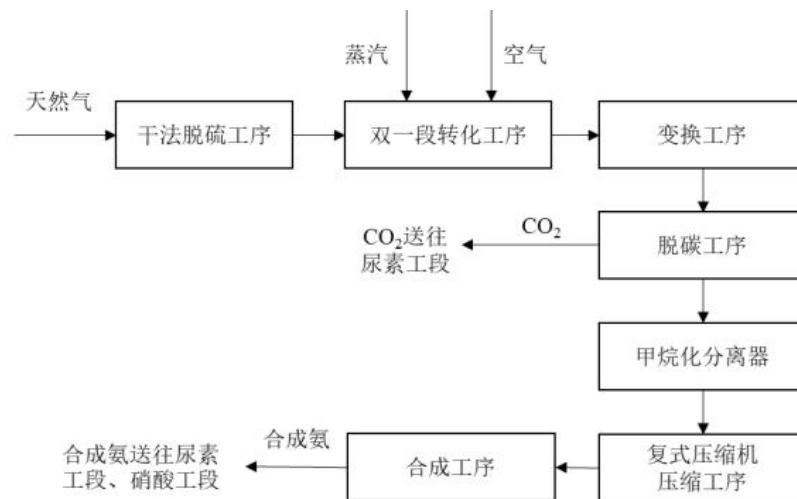 蒸汽
空气
天然气
干法脱硫工序
双一段转化工序
变换工序
CO₂送往
尿素工段
CO₂
脱碳工序
甲烷化分离器
合成氨送往尿素
工段、硝酸工段
合成氨
合成工序
复式压缩机
压缩工序